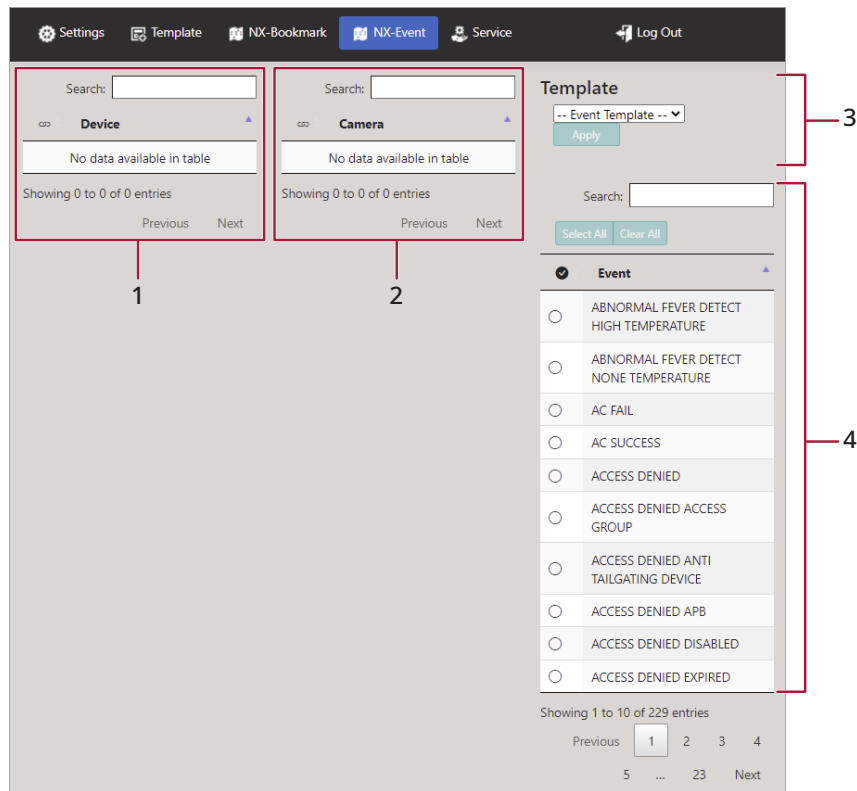 Settings Template NX-Bookmark NX-Event Service Log Out
Search:
Device
No data available in table
Showing 0 to 0 of 0 entries
Previous Next
1
Search:
Camera
No data available in table
Showing 0 to 0 of 0 entries
Previous Next
2
Template
-- Event Template --
Apply
3
Search:
Select All Clear All
Event
ABNORMAL FEVER DETECT
HIGH TEMPERATURE
ABNORMAL FEVER DETECT
NONE TEMPERATURE
AC FAIL
AC SUCCESS
ACCESS DENIED
ACCESS DENIED ACCESS
GROUP
ACCESS DENIED ANTI
TAILGATING DEVICE
ACCESS DENIED APB
ACCESS DENIED DISABLED
ACCESS DENIED EXPIRED
4
Showing 1 to 10 of 229 entries
Previous 1 2 3 4
5 ... 23 Next